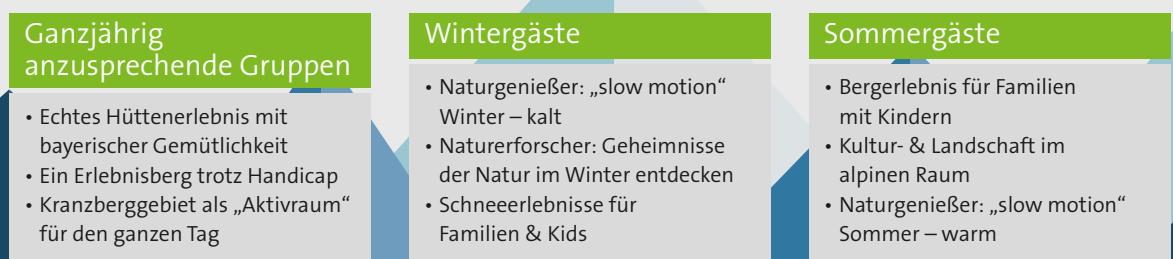 Ganzjährig
anzusprechende Gruppen
• Echtes Hüttenerlebnis mit
bayerischer Gemütlichkeit
• Ein Erlebnisberg trotz Handicap
• Kranzberggebiet als „Aktivraum“
für den ganzen Tag
Wintergäste
• Naturgenießer: „slow motion“
Winter – kalt
• Naturerforscher: Geheimnisse
der Natur im Winter entdecken
• Schneeerlebnisse für
Familien & Kids
Sommergäste
• Bergerlebnis für Familien
mit Kindern
• Kultur- & Landschaft im
alpinen Raum
• Naturgenießer: „slow motion“
Sommer – warm